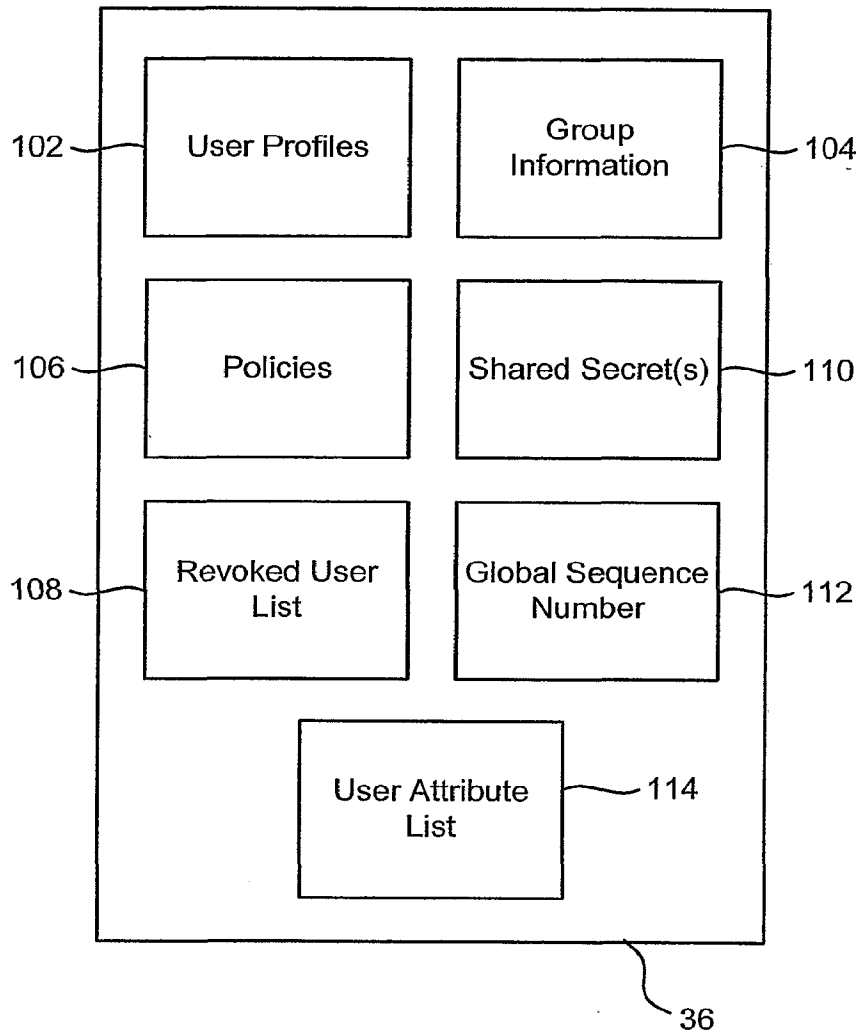 102
User Profiles
Group
Information
104
106
Policies
Shared Secret(s)
110
108
Revoked User
List
Global Sequence
Number
112
User Attribute
List
114
36